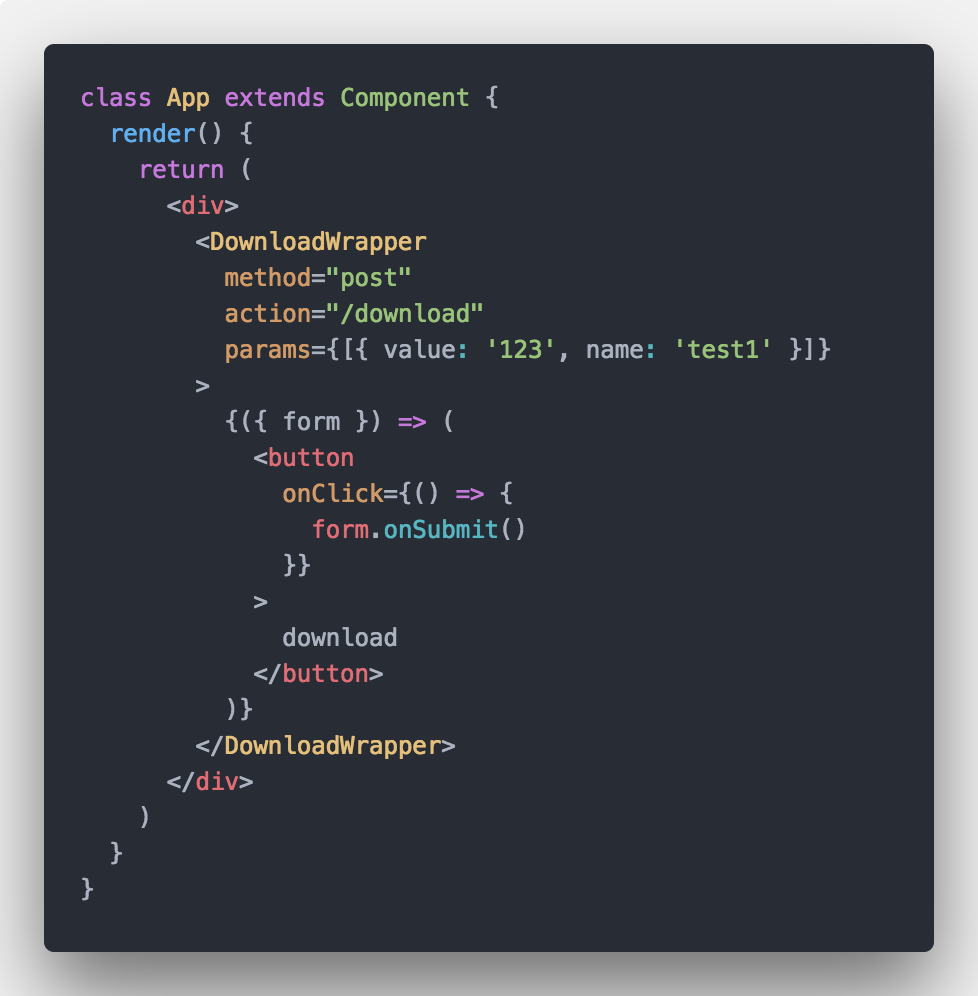 class App extends Component {
  render() {
    return (
      <div>
        <DownloadWrapper
          method="post"
          action="/download"
          params={[{ value: '123', name: 'test1' }]}
        >
          {({ form }) => (
            <button
              onClick={() => {
                form.onSubmit()
              }}
            >
              download
            </button>
          )}
        </DownloadWrapper>
      </div>
    )
  }
}